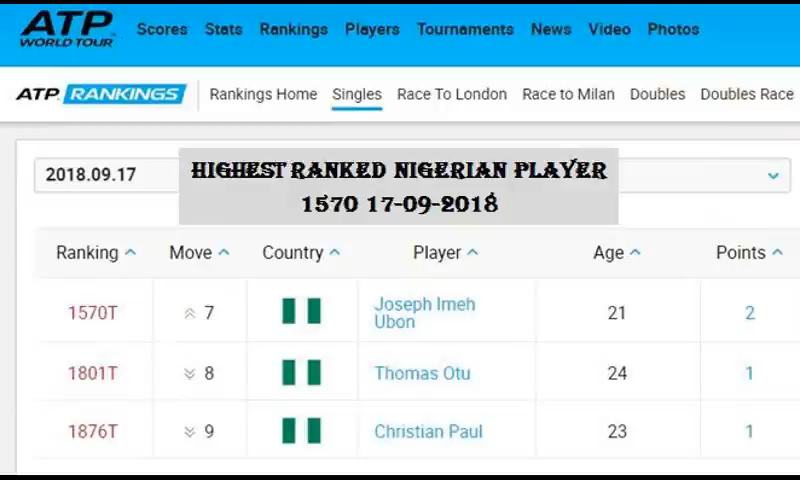 ATP
WORLD TOUR
Scores Stats Rankings Players Tournaments News Video Photos
ATP RANKINGS Rankings Home Singles Race To London Race to Milan Doubles Doubles Race
2018.09.17
HIGHEST RANKED NIGERIAN PLAYER
1570 17-09-2018
Ranking Move Country Player Age Points
1570T 7 Joseph Imeh Ubon 21 2
1801T 8 Thomas Otu 24 1
1876T 9 Christian Paul 23 1